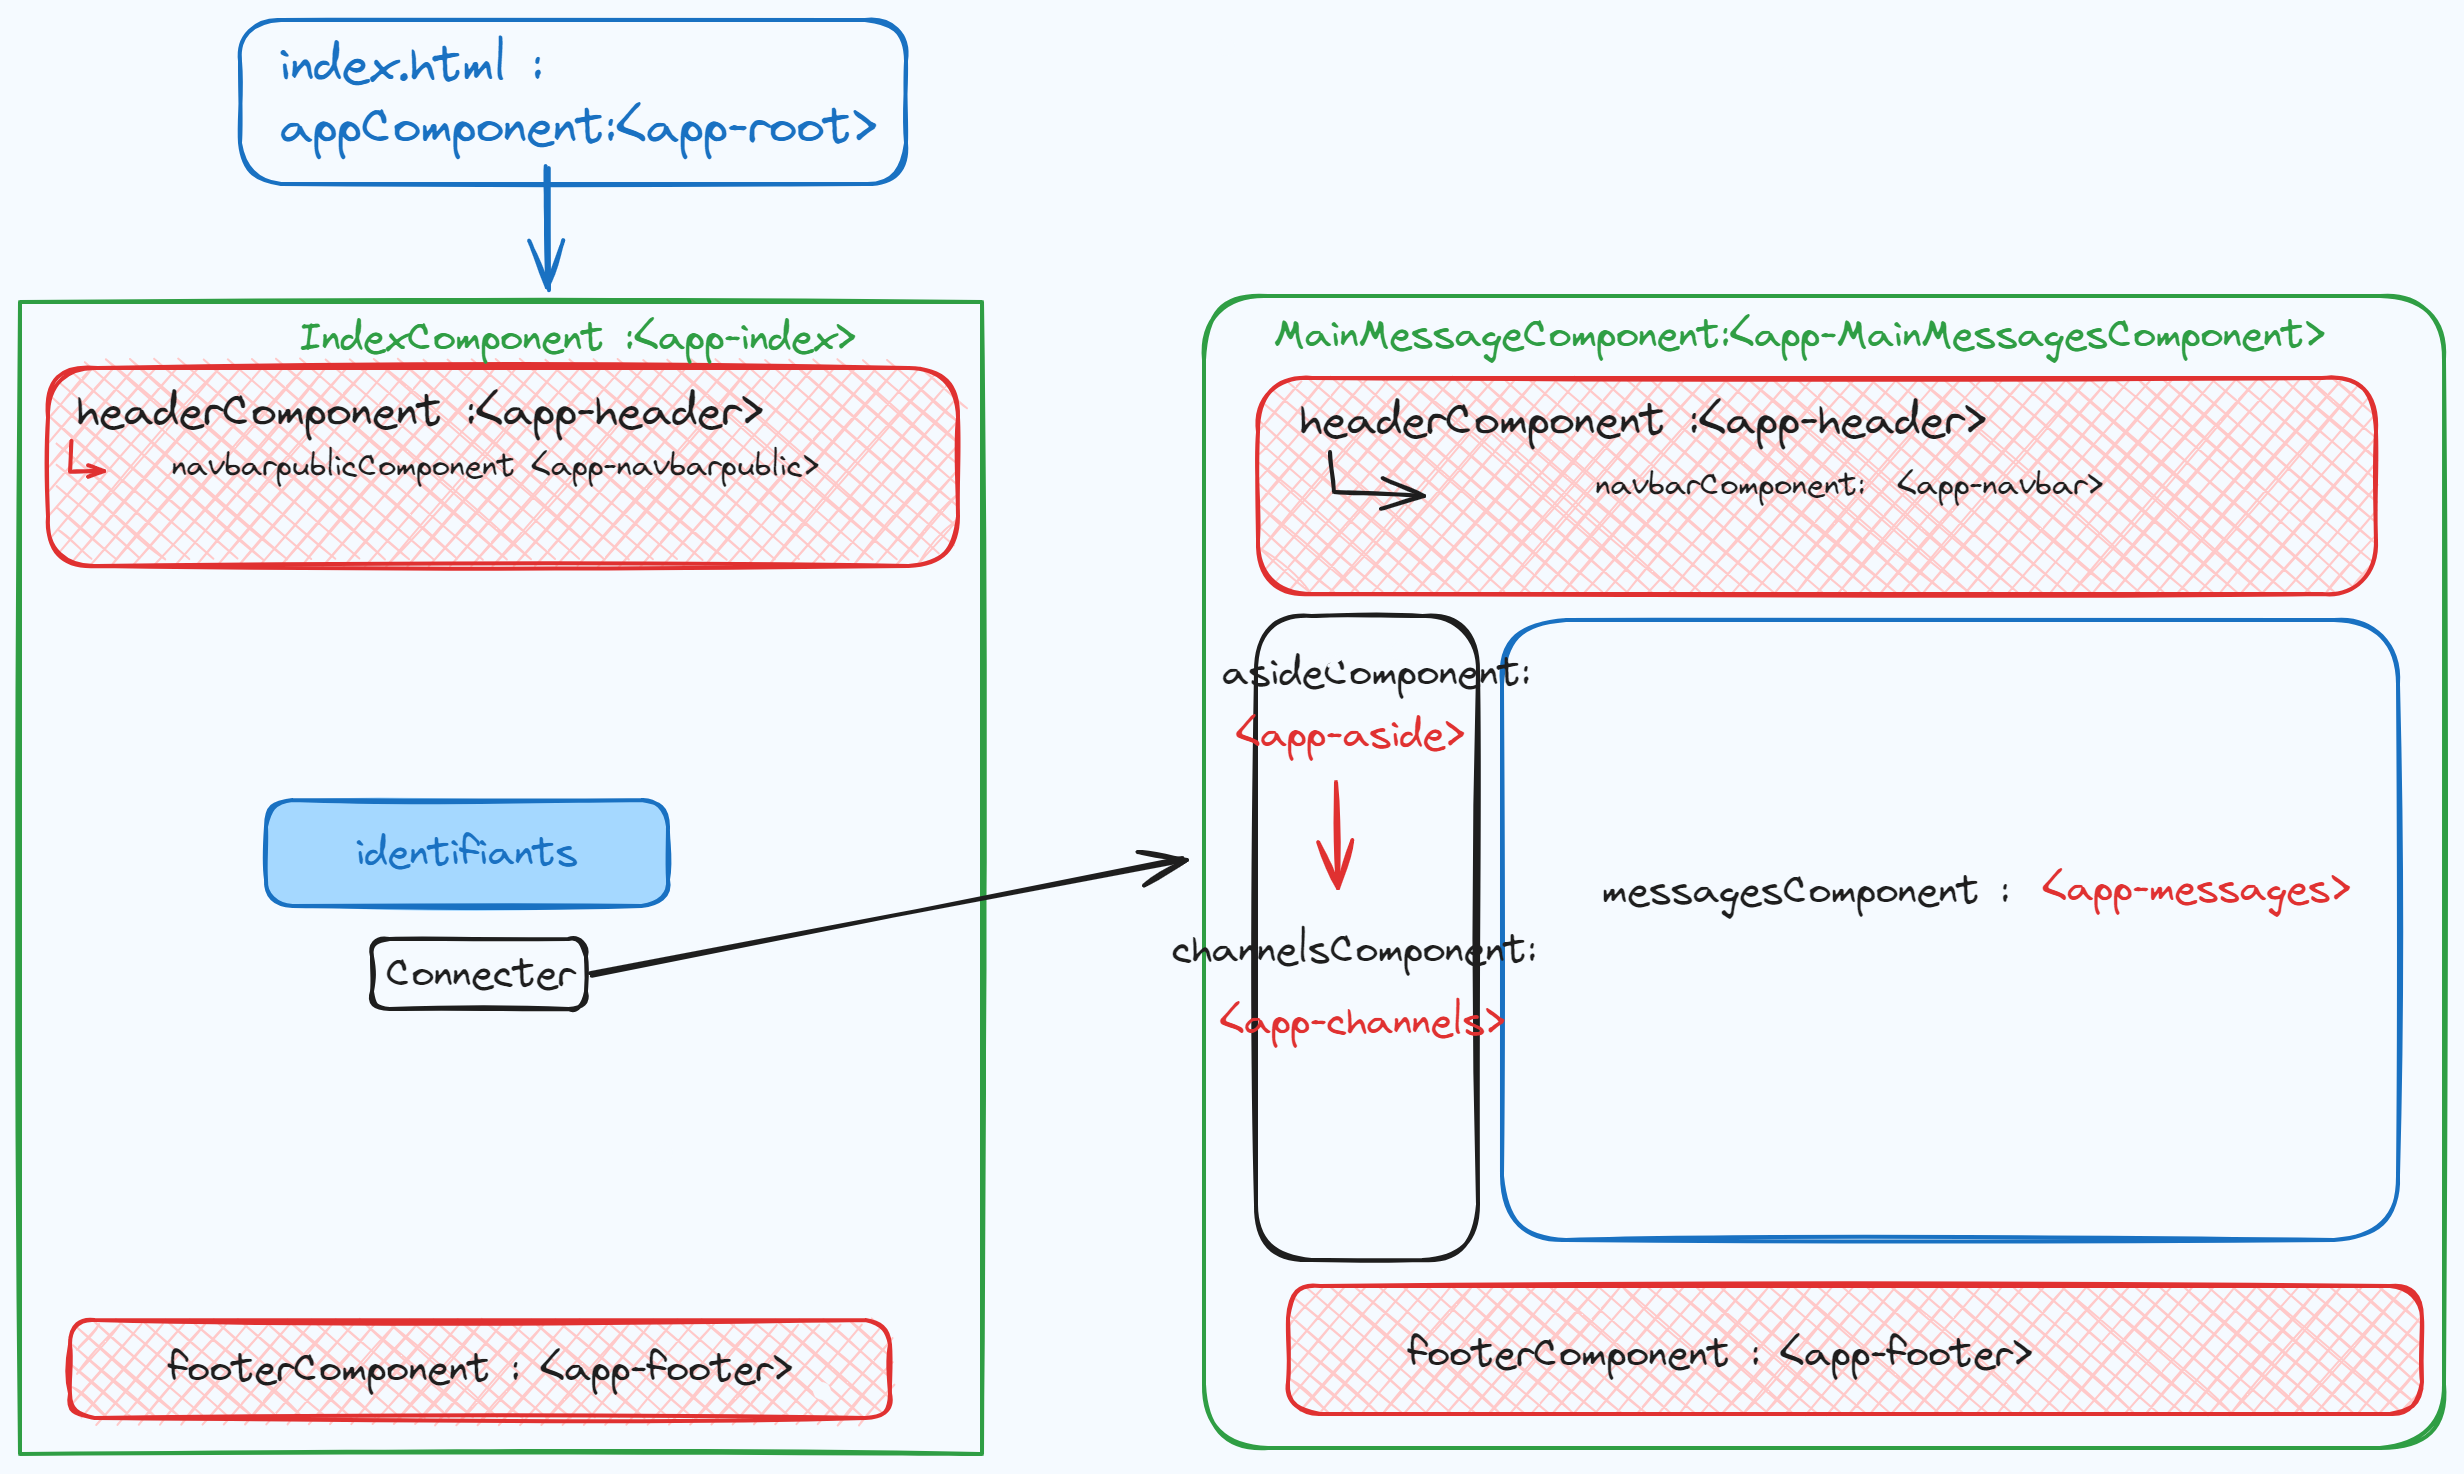 index.html :
appComponent:<app-root>
IndexComponent :<app-index>
headerComponent :<app-header>
navbarpublicComponent <app-navbarpublic>
identifiants
Connecter
footerComponent : <app-footer>
MainMessageComponent:<app-MainMessagesComponent>
headerComponent :<app-header>
navbarComponent: <app-navbar>
asideComponent:
<app-aside>
channelsComponent:
<app-channels>
messagesComponent : <app-messages>
footerComponent : <app-footer>